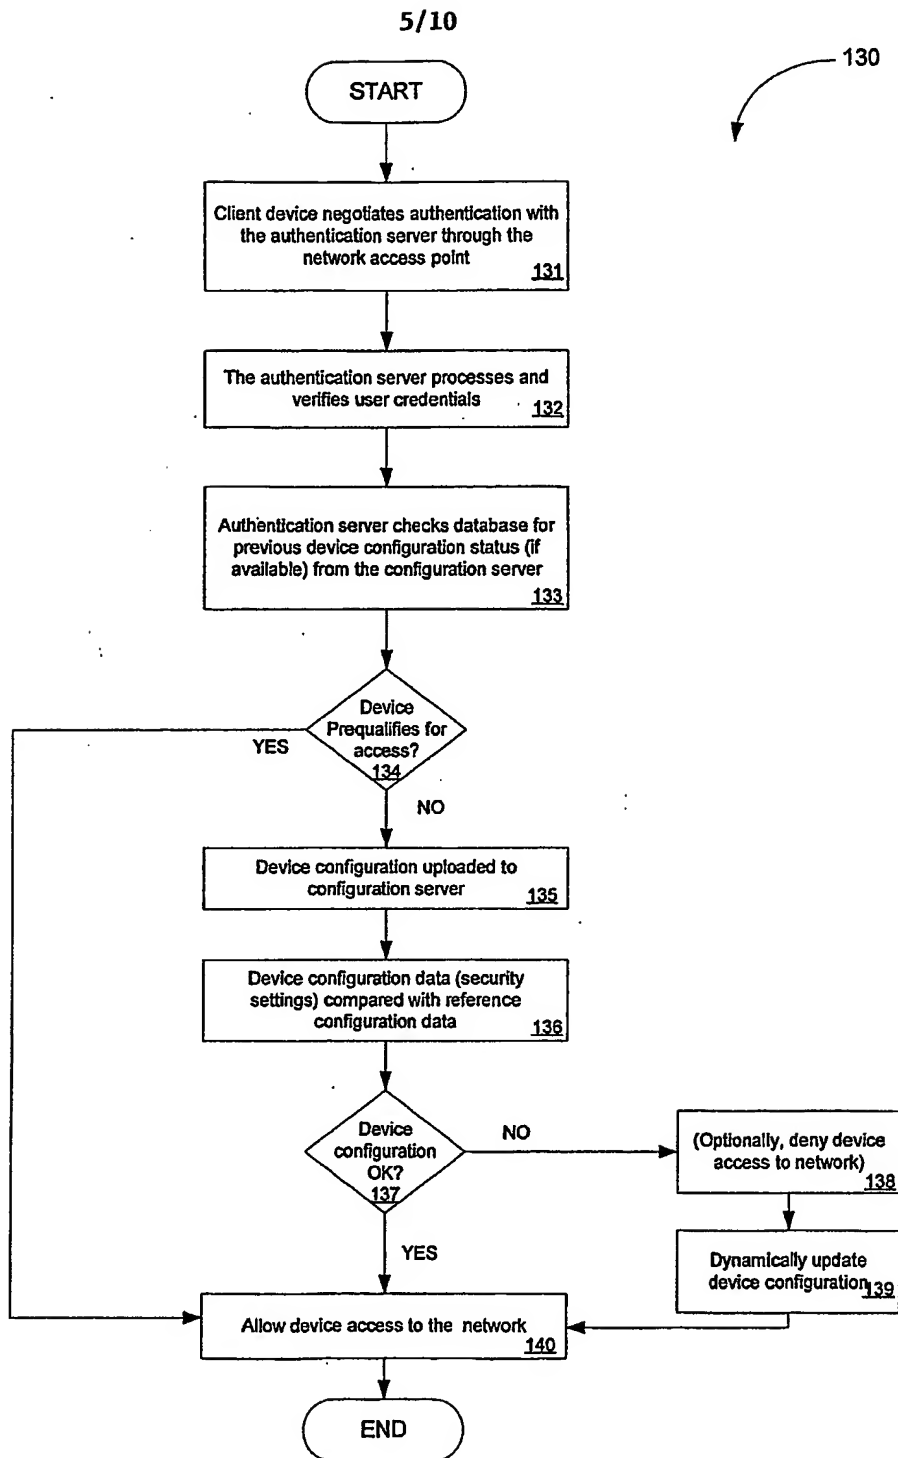 5/10
130
START
Client device negotiates authentication with
the authentication server through the
network access point
131
The authentication server processes and
verifies user credentials
132
Authentication server checks database for
previous device configuration status (if
available) from the configuration server
133
Device
Prequalifies for
access?
134
YES
NO
Device configuration uploaded to
configuration server
135
Device configuration data (security
settings) compared with reference
configuration data
136
Device
configuration
OK?
137
NO
(Optionally, deny device
access to network)
138
YES
Dynamically update
device configuration
139
Allow device access to the network
140
END